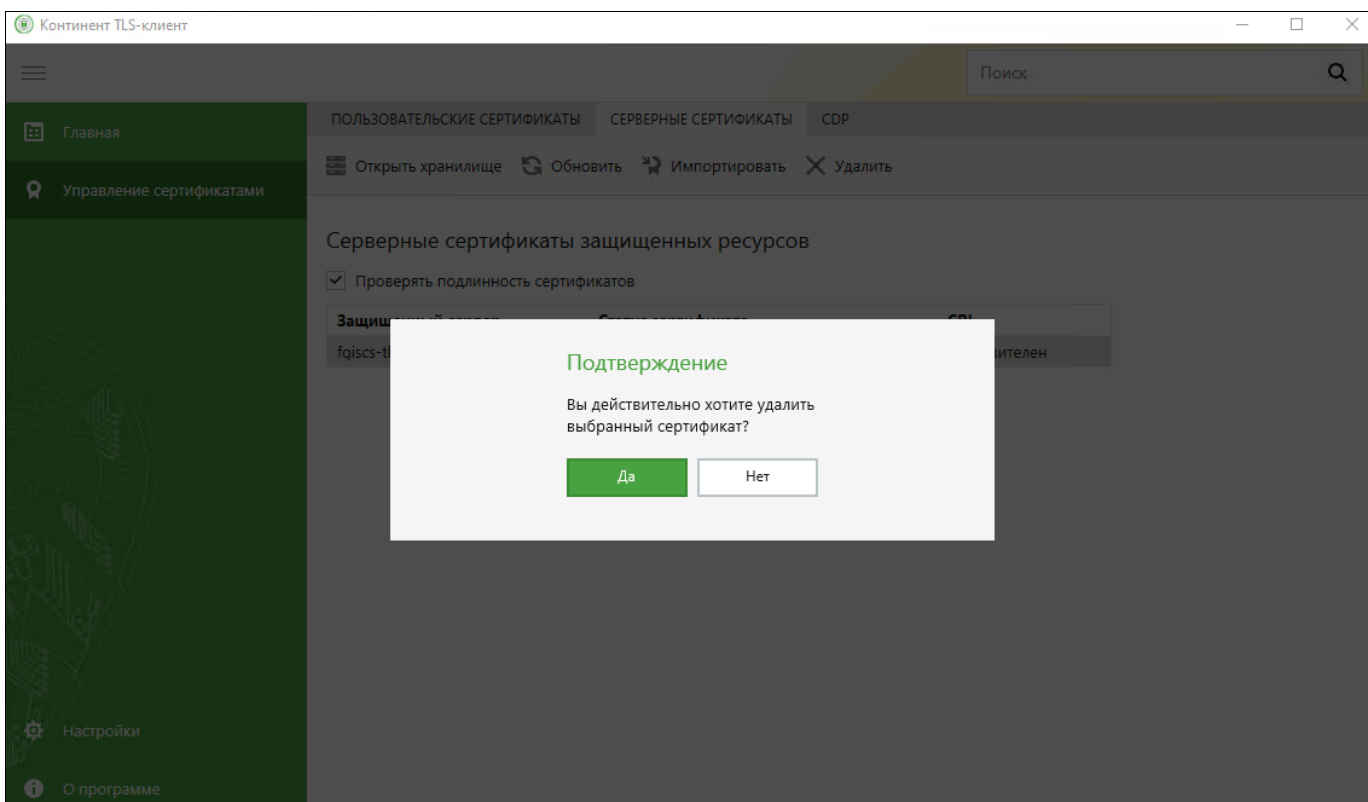 Континент TLS-клиент
Поиск
Главная
Управление сертификатами
ПОЛЬЗОВАТЕЛЬСКИЕ СЕРТИФИКАТЫ СЕРВЕРНЫЕ СЕРТИФИКАТЫ CDP
Открыть хранилище Обновить Импортировать Удалить
Серверные сертификаты защищенных ресурсов
Проверять подлинность сертификатов
Подтверждение
Вы действительно хотите удалить
выбранный сертификат?
Да Нет
Настройки
О программе